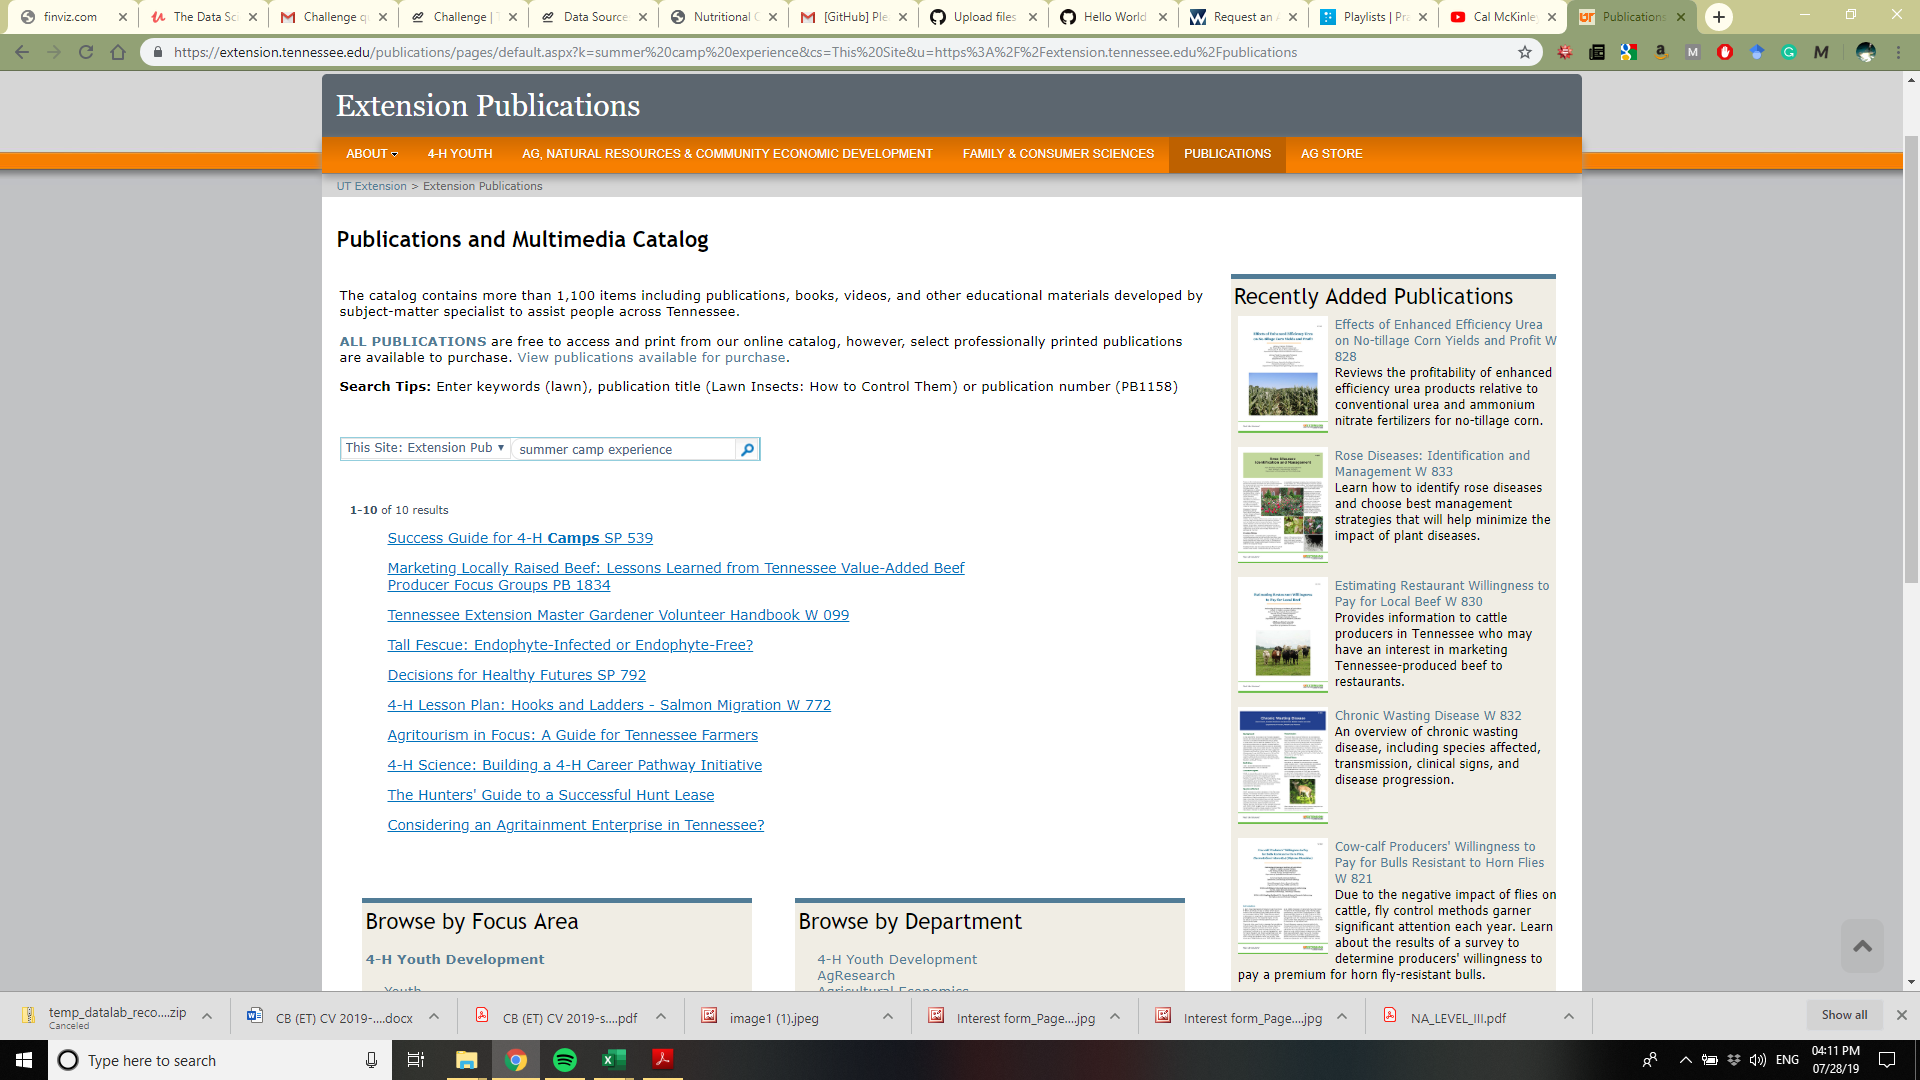 finviz.com
The Data Sc
Challenge q
Challenge | T
Data Source
Nutritional C
[GitHub] Ple
Upload files
Hello World
Request an A
Playlists | Pra
Cal McKinle
Publications
https://extension.tennessee.edu/publications/pages/default.aspx?k=summer%20camp%20experience&cs=This%20Site&u=https%3A%2F%2Fextension.tennessee.edu%2Fpublications
Extension Publications
ABOUT 4-H YOUTH AG, NATURAL RESOURCES & COMMUNITY ECONOMIC DEVELOPMENT FAMILY & CONSUMER SCIENCES PUBLICATIONS AG STORE
UT Extension > Extension Publications
Publications and Multimedia Catalog
The catalog contains more than 1,100 items including publications, books, videos, and other educational materials developed by
subject-matter specialist to assist people across Tennessee.
ALL PUBLICATIONS are free to access and print from our online catalog, however, select professionally printed publications
are available to purchase. View publications available for purchase.
Search Tips: Enter keywords (lawn), publication title (Lawn Insects: How to Control Them) or publication number (PB1158)
This Site: Extension Pub summer camp experience
1-10 of 10 results
Success Guide for 4-H Camps SP 539
Marketing Locally Raised Beef: Lessons Learned from Tennessee Value-Added Beef
Producer Focus Groups PB 1834
Tennessee Extension Master Gardener Volunteer Handbook W 099
Tall Fescue: Endophyte-Infected or Endophyte-Free?
Decisions for Healthy Futures SP 792
4-H Lesson Plan: Hooks and Ladders - Salmon Migration W 772
Agritourism in Focus: A Guide for Tennessee Farmers
4-H Science: Building a 4-H Career Pathway Initiative
The Hunters' Guide to a Successful Hunt Lease
Considering an Agritainment Enterprise in Tennessee?
Browse by Focus Area
4-H Youth Development
Youth
Browse by Department
4-H Youth Development
AgResearch
Agricultural Economics
Recently Added Publications
Effects of Enhanced Efficiency Urea
on No-tillage Corn Yields and Profit W
828
Reviews the profitability of enhanced
efficiency urea products relative to
conventional urea and ammonium
nitrate fertilizers for no-tillage corn.
Rose Diseases: Identification and
Management W 833
Learn how to identify rose diseases
and choose best management
strategies that will help minimize the
impact of plant diseases.
Estimating Restaurant Willingness to
Pay for Local Beef W 830
Provides information to cattle
producers in Tennessee who may
have an interest in marketing
Tennessee-produced beef to
restaurants.
Chronic Wasting Disease W 832
An overview of chronic wasting
disease, including species affected,
transmission, clinical signs, and
disease progression.
Cow-calf Producers' Willingness to
Pay for Bulls Resistant to Horn Flies
W 821
Due to the negative impact of flies on
cattle, fly control methods garner
significant attention each year. Learn
about the results of a survey to
determine producers' willingness to
pay a premium for horn fly-resistant bulls.
temp_datalab_reco....zip
Canceled
CB (ET) CV 2019-....docx
CB (ET) CV 2019-s....pdf
image1 (1).jpeg
Interest form_Page....jpg
Interest form_Page....jpg
NA_LEVEL_III.pdf
Show all
Type here to search
ENG
04:11 PM
07/28/19